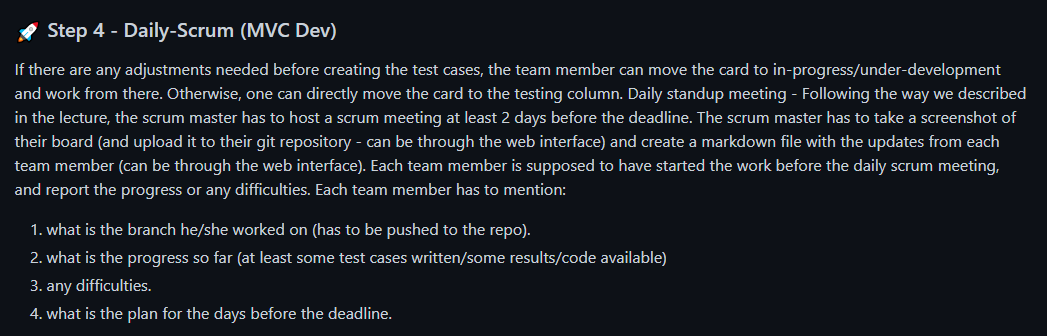 🚀 Step 4 - Daily-Scrum (MVC Dev)
If there are any adjustments needed before creating the test cases, the team member can move the card to in-progress/under-development
and work from there. Otherwise, one can directly move the card to the testing column. Daily standup meeting - Following the way we described
in the lecture, the scrum master has to host a scrum meeting at least 2 days before the deadline. The scrum master has to take a screenshot of
their board (and upload it to their git repository - can be through the web interface) and create a markdown file with the updates from each
team member (can be through the web interface). Each team member is supposed to have started the work before the daily scrum meeting,
and report the progress or any difficulties. Each team member has to mention:
1. what is the branch he/she worked on (has to be pushed to the repo).
2. what is the progress so far (at least some test cases written/some results/code available)
3. any difficulties.
4. what is the plan for the days before the deadline.